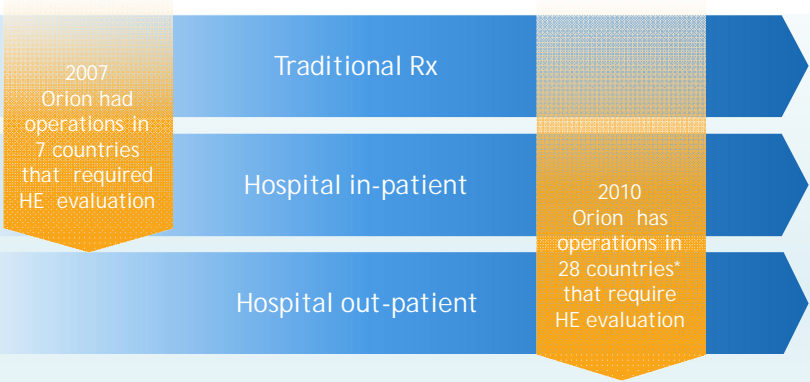 2007
Orion had
operations in
7 countries
that required
HE evaluation
Traditional Rx
Hospital in-patient
Hospital out-patient
2010
Orion has
operations in
28 countries*
that require
HE evaluation